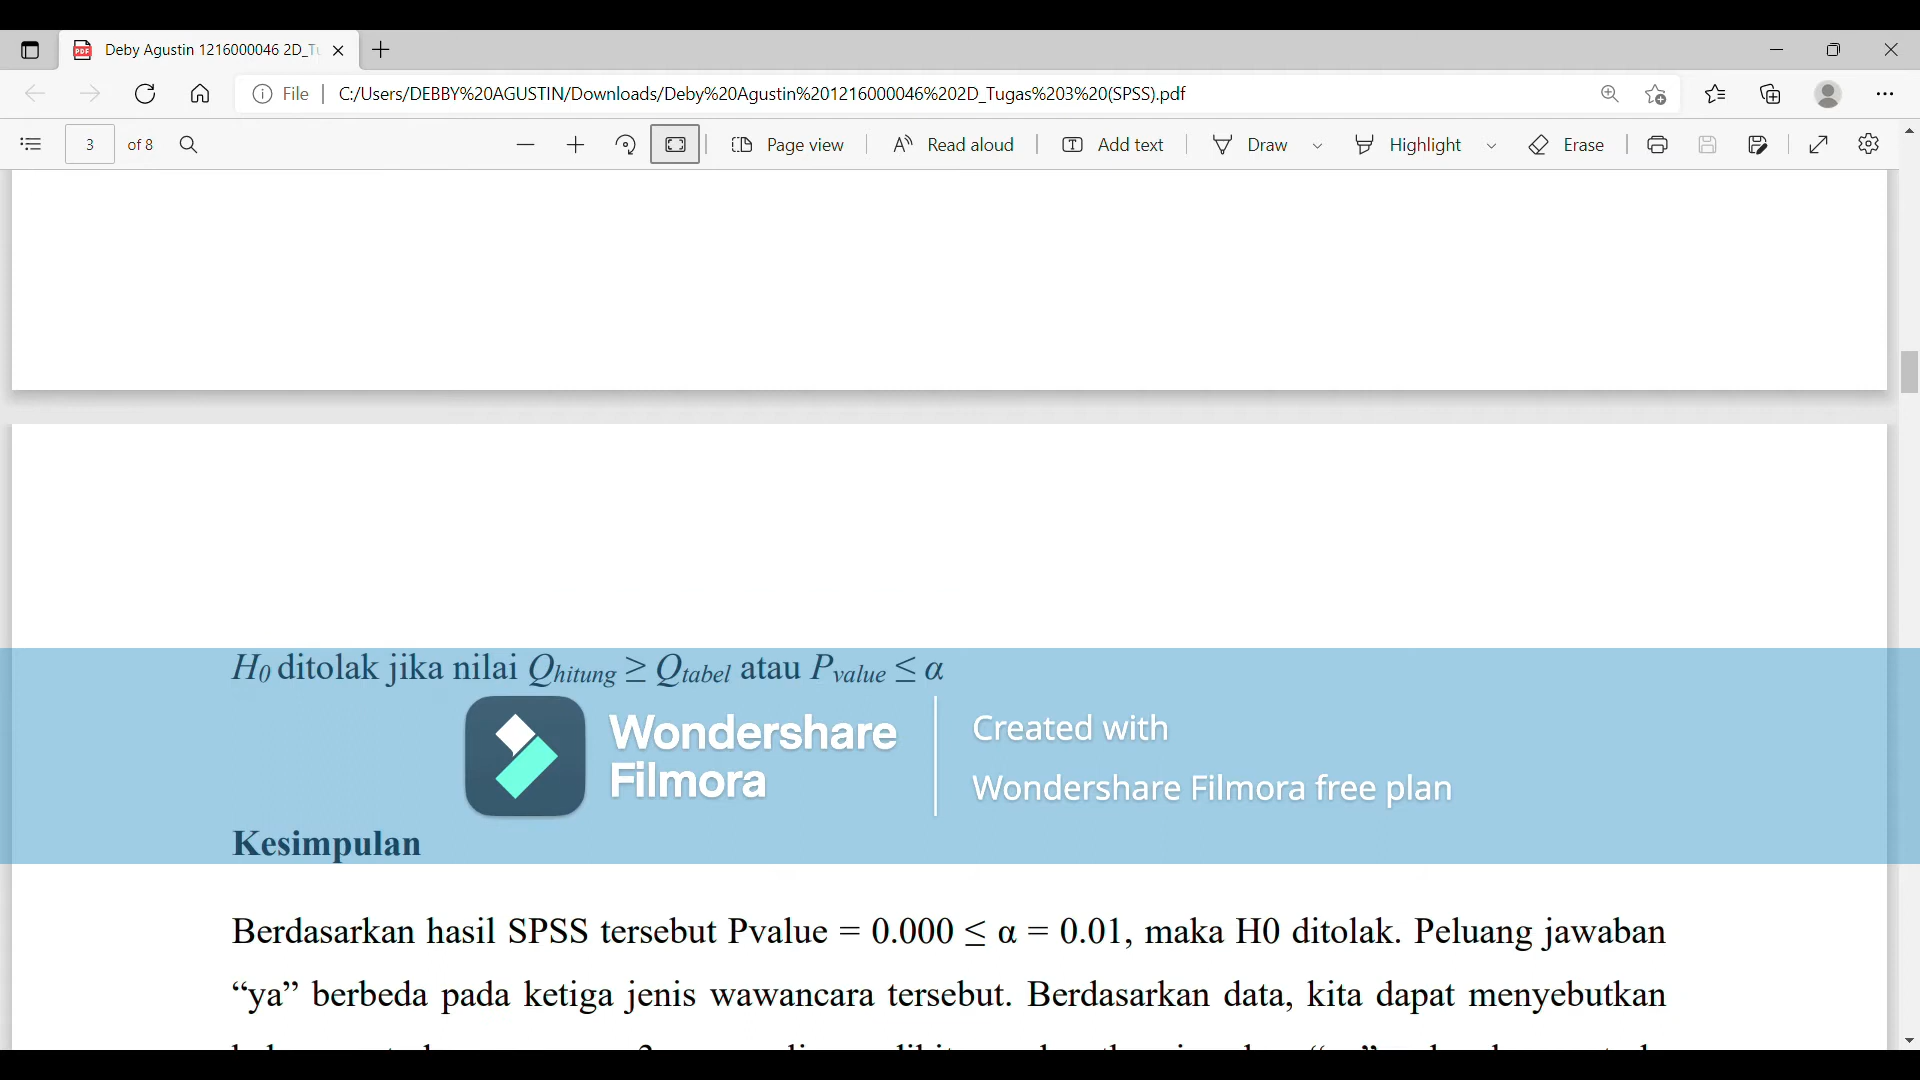 Deby Agustin 1216000046 2D_Tu
File
C:/Users/DEBBY%20AGUSTIN/Downloads/Deby%20Agustin%201216000046%202D_Tugas%203%20(SPSS).pdf
3 of 8 Page view Read aloud Add text Draw Highlight Erase
H0 ditolak jika nilai Qhitung ≥ Qtabel atau Pvalue ≤ α
Wondershare
Filmora
Created with
Wondershare Filmora free plan
Kesimpulan
Berdasarkan hasil SPSS tersebut Pvalue = 0.000 ≤ α = 0.01, maka H0 ditolak. Peluang jawaban
“ya” berbeda pada ketiga jenis wawancara tersebut. Berdasarkan data, kita dapat menyebutkan